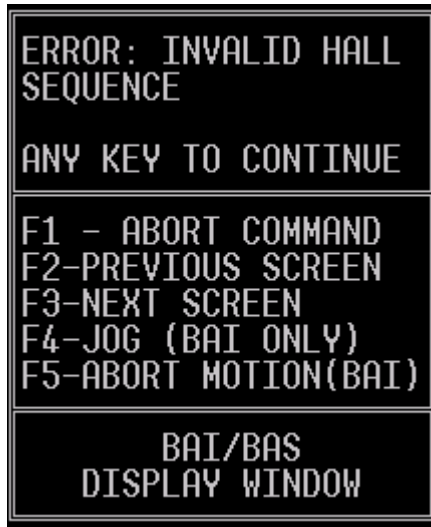 ERROR: INVALID HALL
SEQUENCE
ANY KEY TO CONTINUE
F1 - ABORT COMMAND
F2-PREVIOUS SCREEN
F3-NEXT SCREEN
F4-JOG (BAI ONLY)
F5-ABORT MOTION(BAI)
BAI/BAS
DISPLAY WINDOW